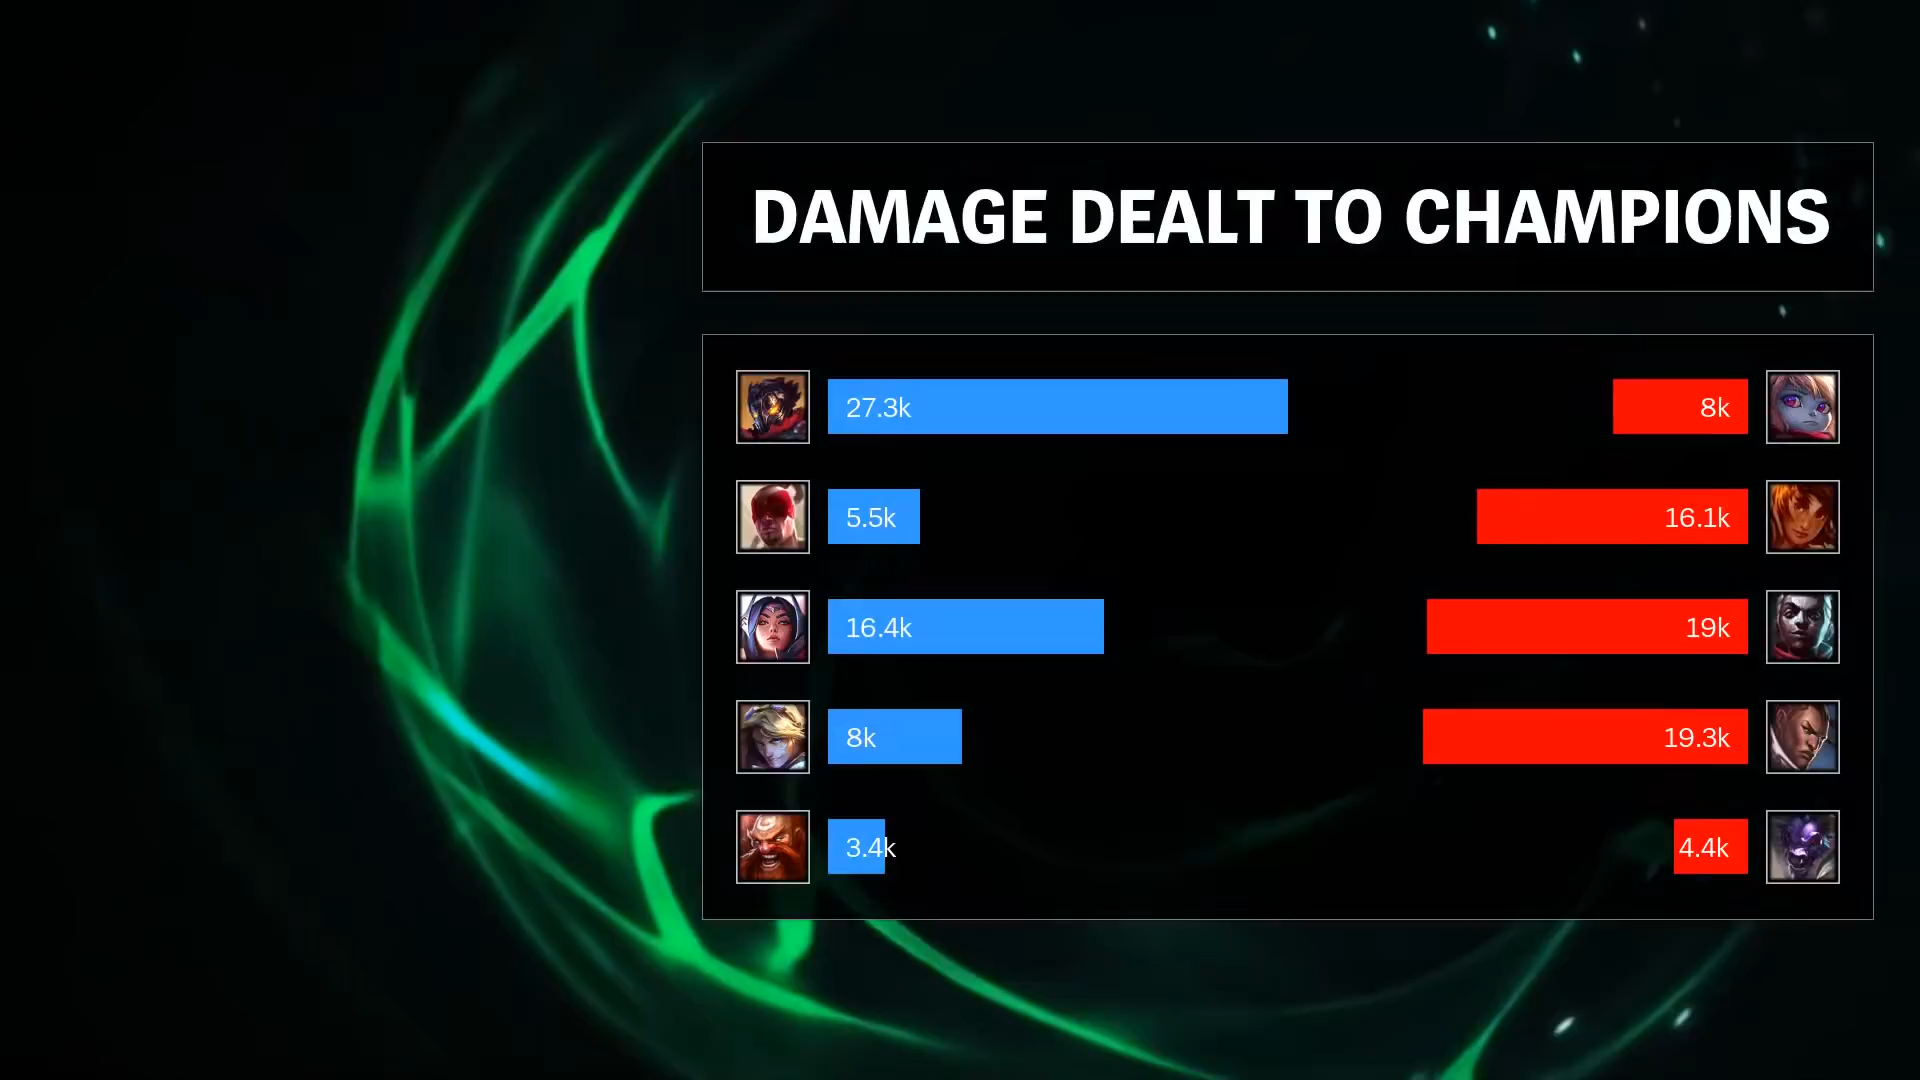 DAMAGE DEALT TO CHAMPIONS
27.3k 8k
5.5k 16.1k
16.4k 19k
8k 19.3k
3.4k 4.4k